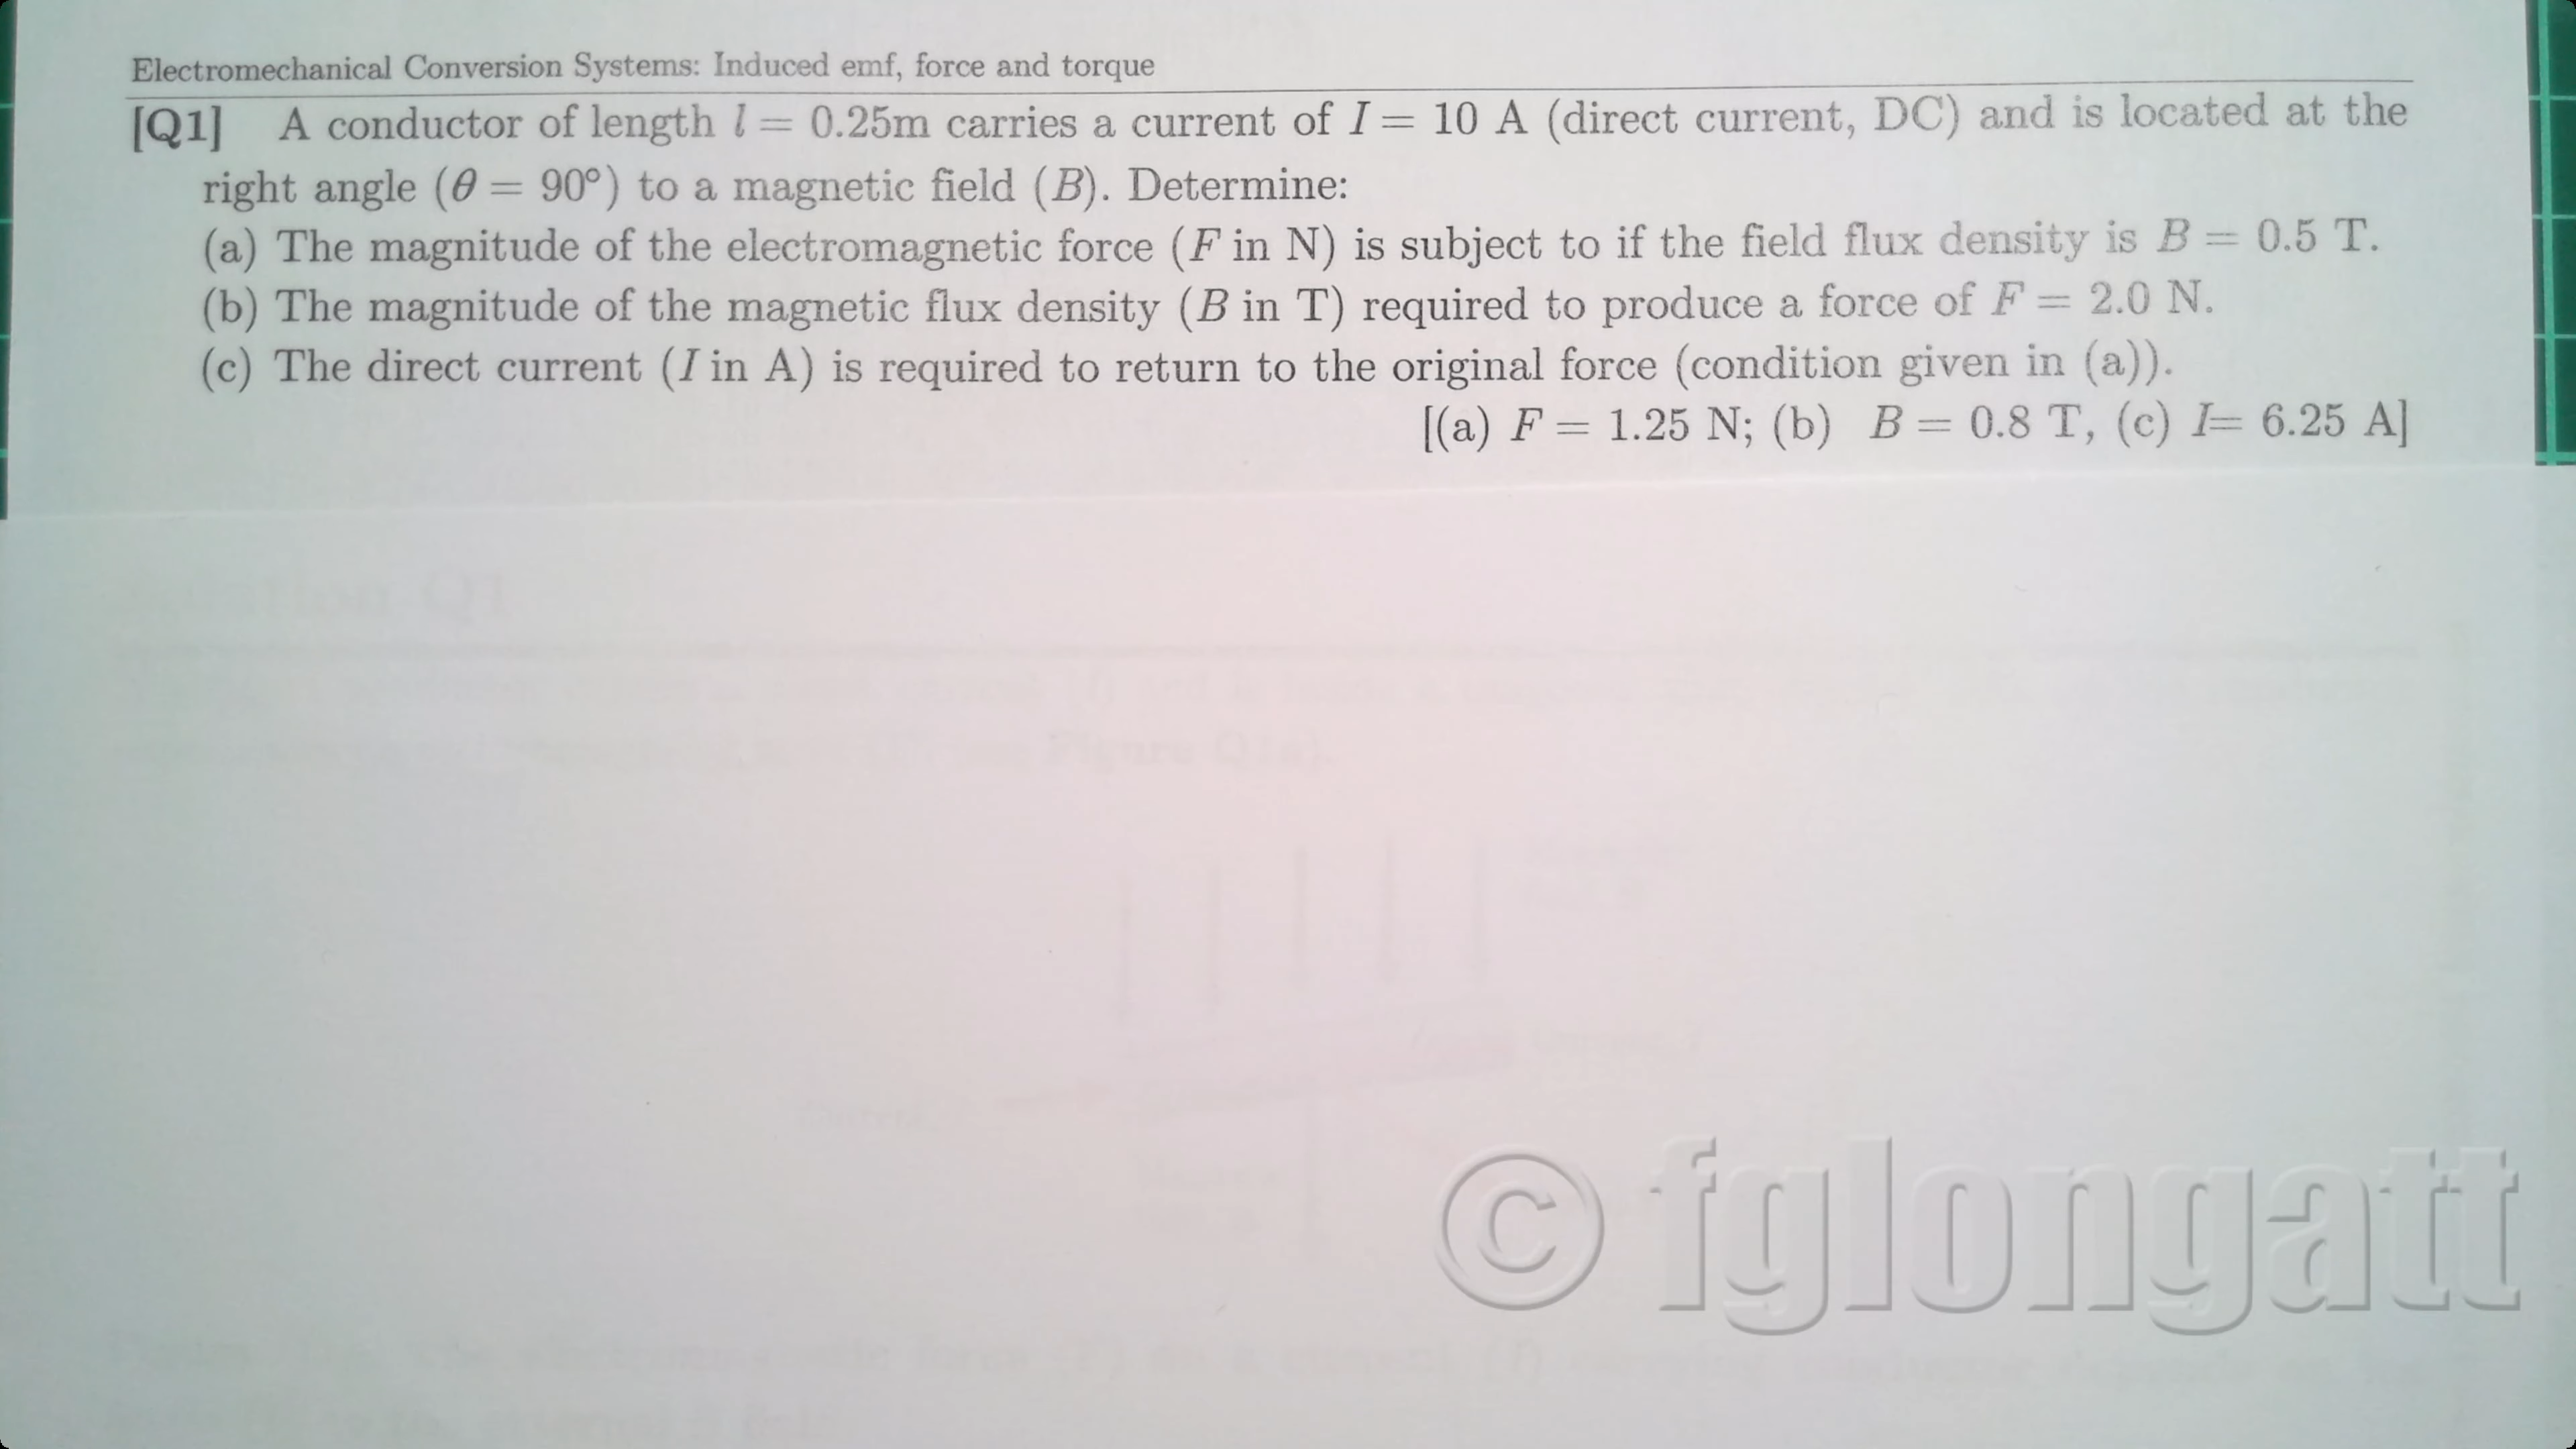 Electromechanical Conversion Systems: Induced emf, force and torque
[Q1] A conductor of length l = 0.25m carries a current of I = 10 A (direct current, DC) and is located at the
right angle (θ = 90°) to a magnetic field (B). Determine:
(a) The magnitude of the electromagnetic force (F in N) is subject to if the field flux density is B = 0.5 T.
(b) The magnitude of the magnetic flux density (B in T) required to produce a force of F = 2.0 N.
(c) The direct current (I in A) is required to return to the original force (condition given in (a)).
[(a) F = 1.25 N; (b) B = 0.8 T, (c) I= 6.25 A]
© fglongatt